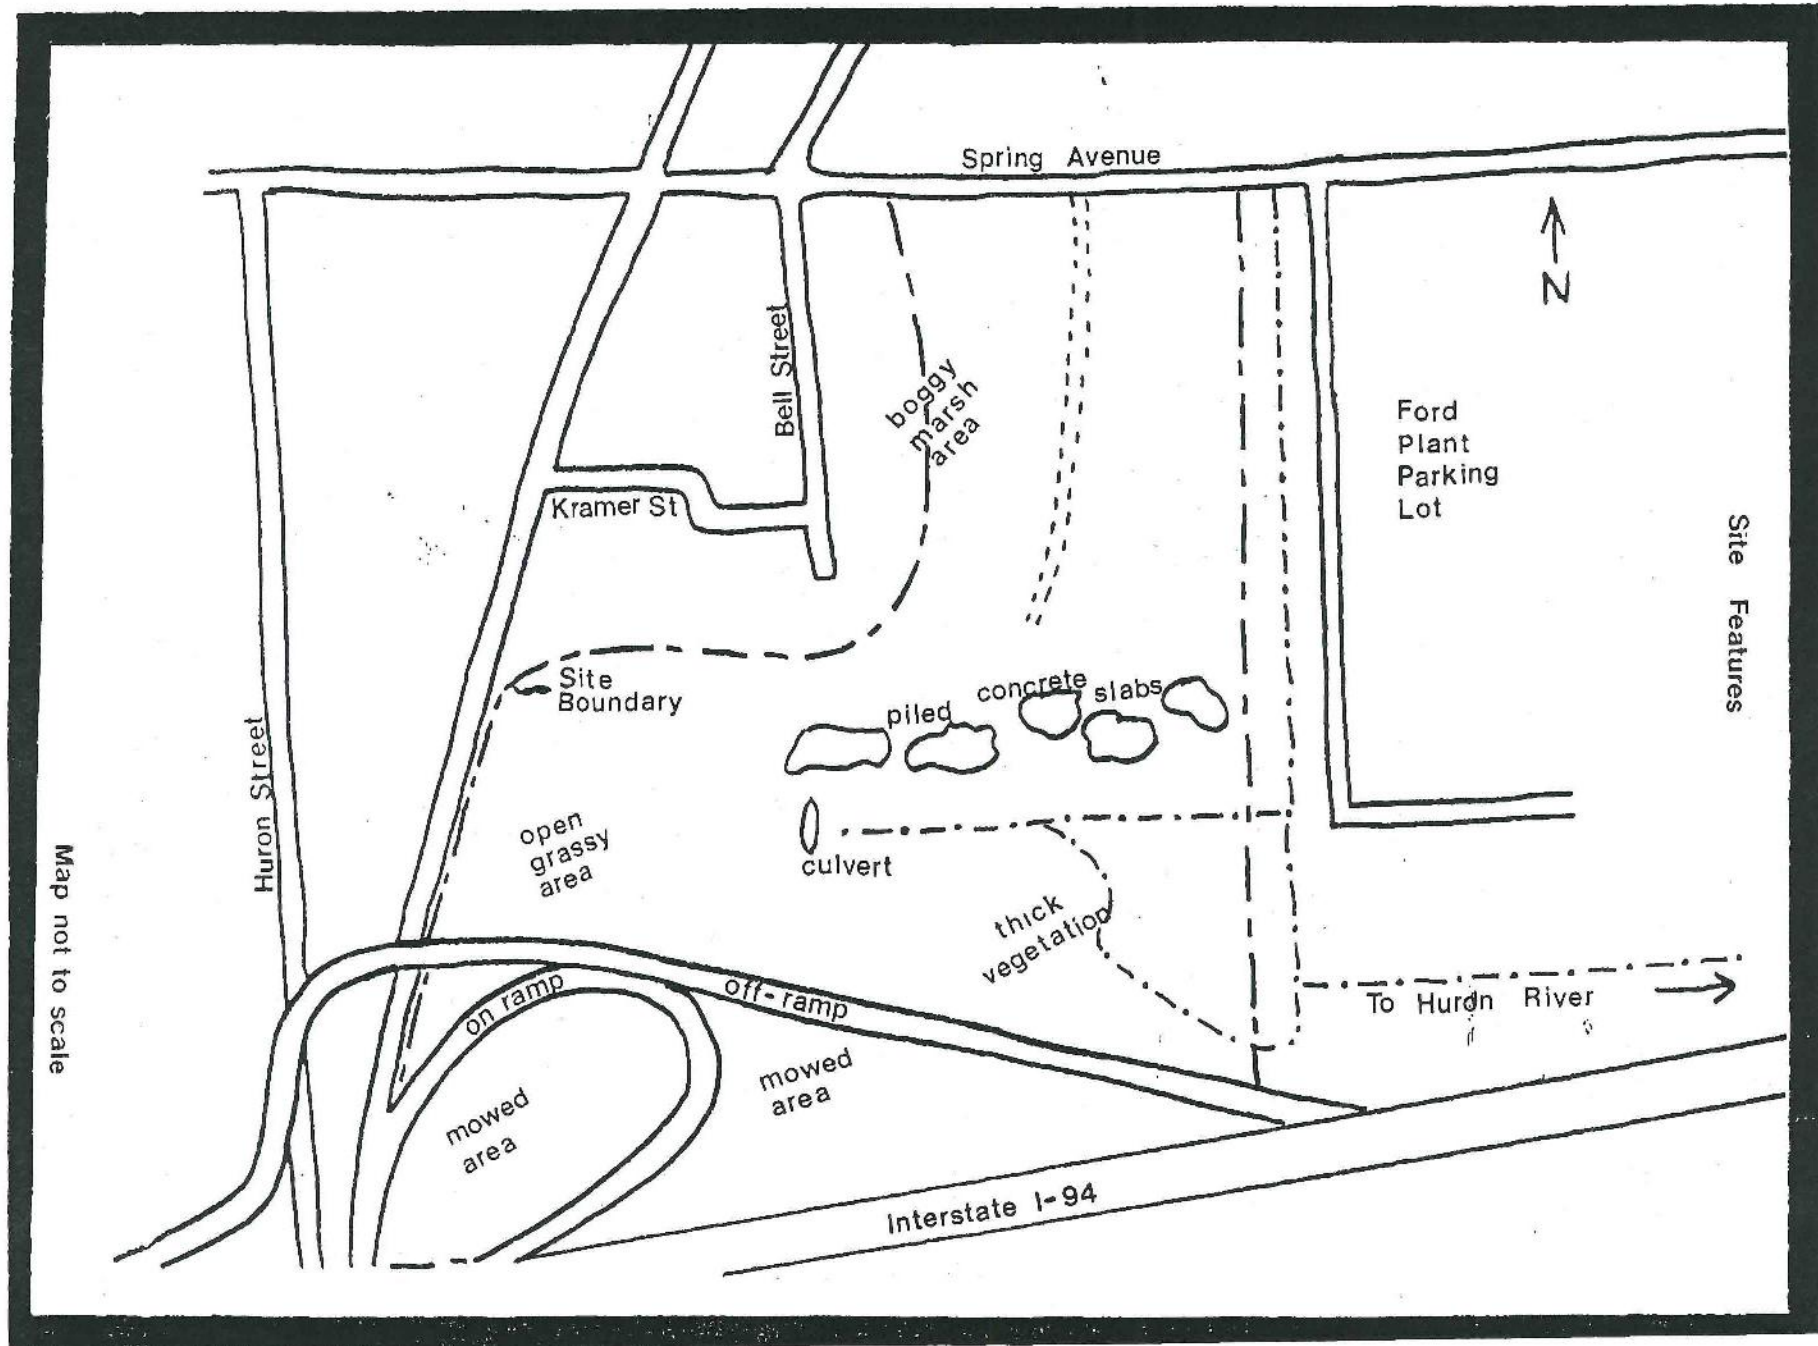 Spring Avenue
N
Bell Street
boggy
marsh
area
Ford
Plant
Parking
Lot
Kramer St
Site Features
Site
Boundary
concrete
slabs
piled
Huron Street
open
grassy
area
culvert
thick
vegetation
Map not to scale
on ramp
off-ramp
To Huron River
mowed
area
mowed
area
Interstate I-94